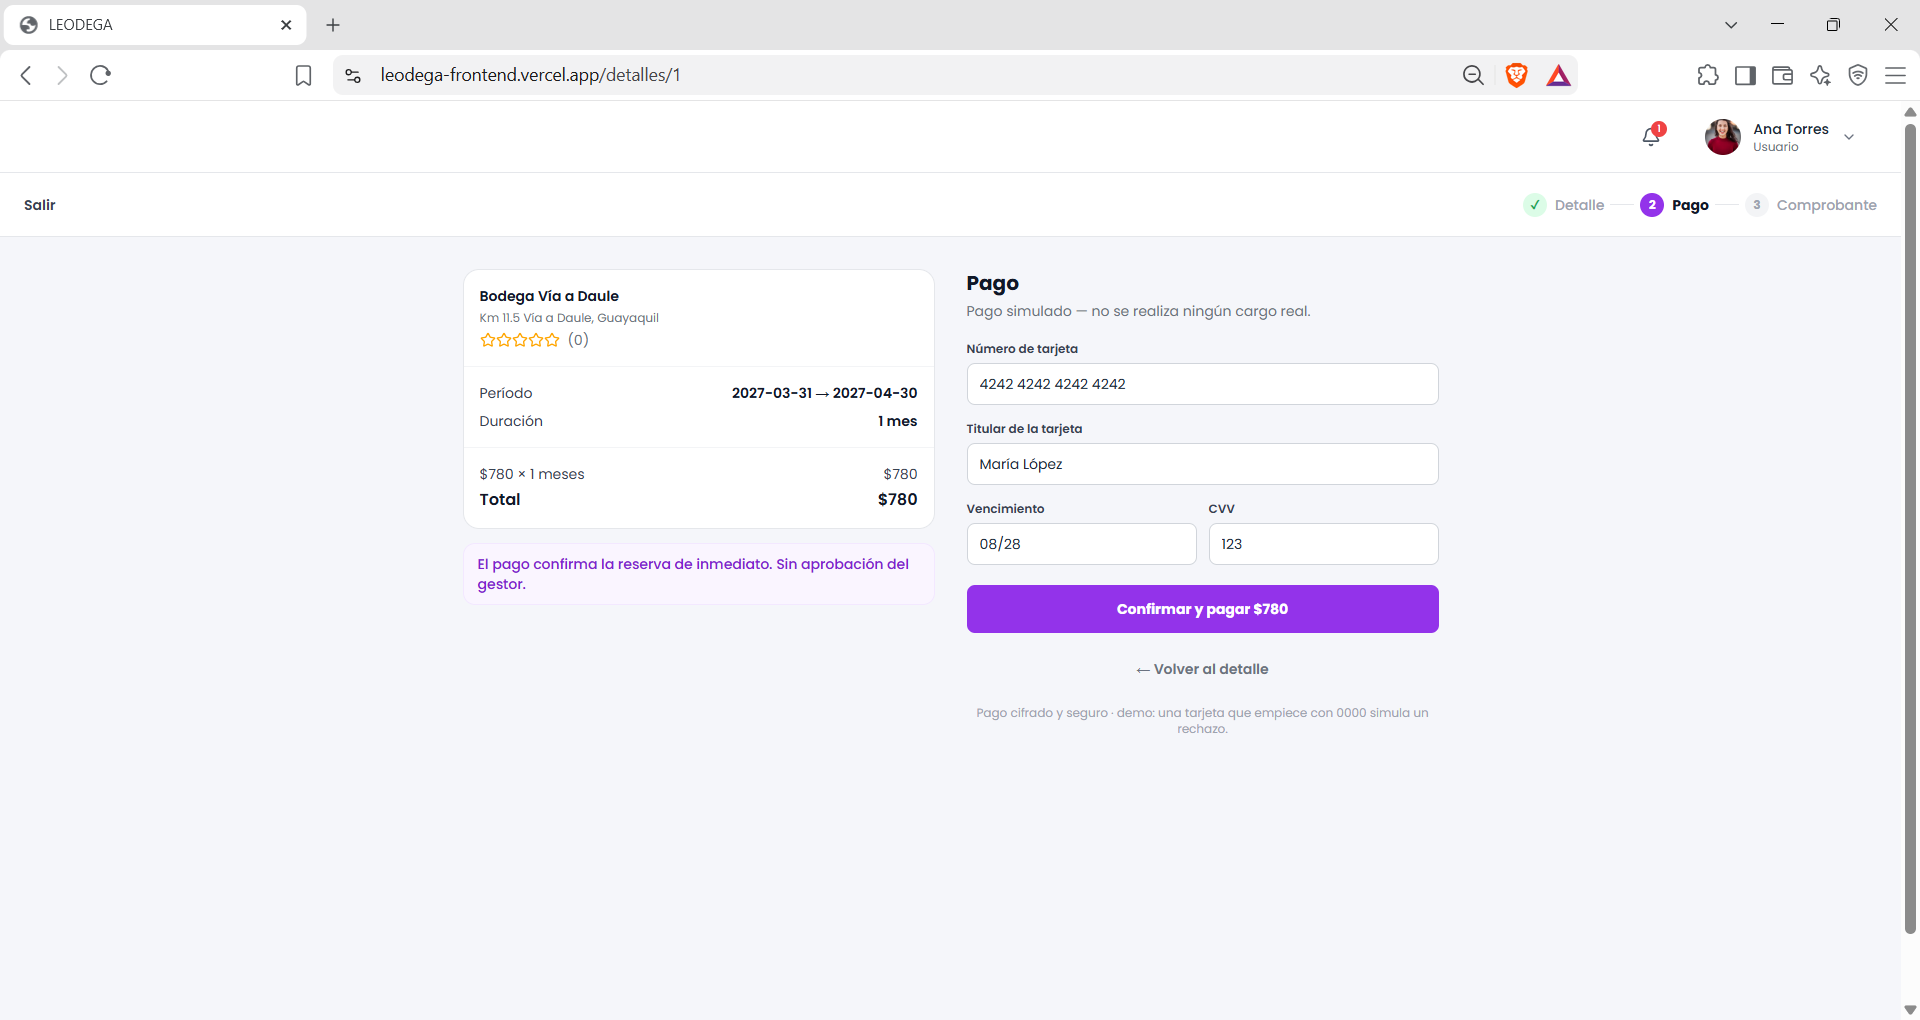 LEODEGA
leodega-frontend.vercel.app/detalles/1
1
Ana Torres
Usuario
Salir
✓ Detalle
2 Pago
3 Comprobante
Bodega Vía a Daule
Km 11.5 Vía a Daule, Guayaquil
(0)
Período 2027-03-31 → 2027-04-30
Duración 1 mes
$780 × 1 meses $780
Total $780
El pago confirma la reserva de inmediato. Sin aprobación del
gestor.
Pago
Pago simulado — no se realiza ningún cargo real.
Número de tarjeta
4242 4242 4242 4242
Titular de la tarjeta
María López
Vencimiento CVV
08/28 123
Confirmar y pagar $780
← Volver al detalle
Pago cifrado y seguro · demo: una tarjeta que empiece con 0000 simula un
rechazo.